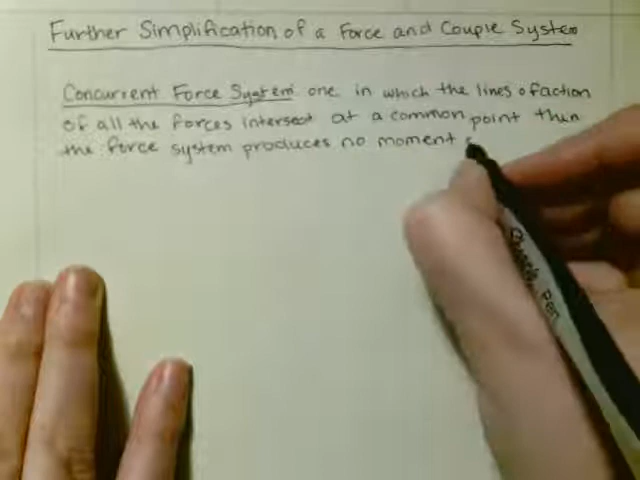 Further Simplification of a Force and Couple System
Concurrent Force System one in which the lines of action
of all the forces intersect at a common point then
the force system produces no moment
Pen